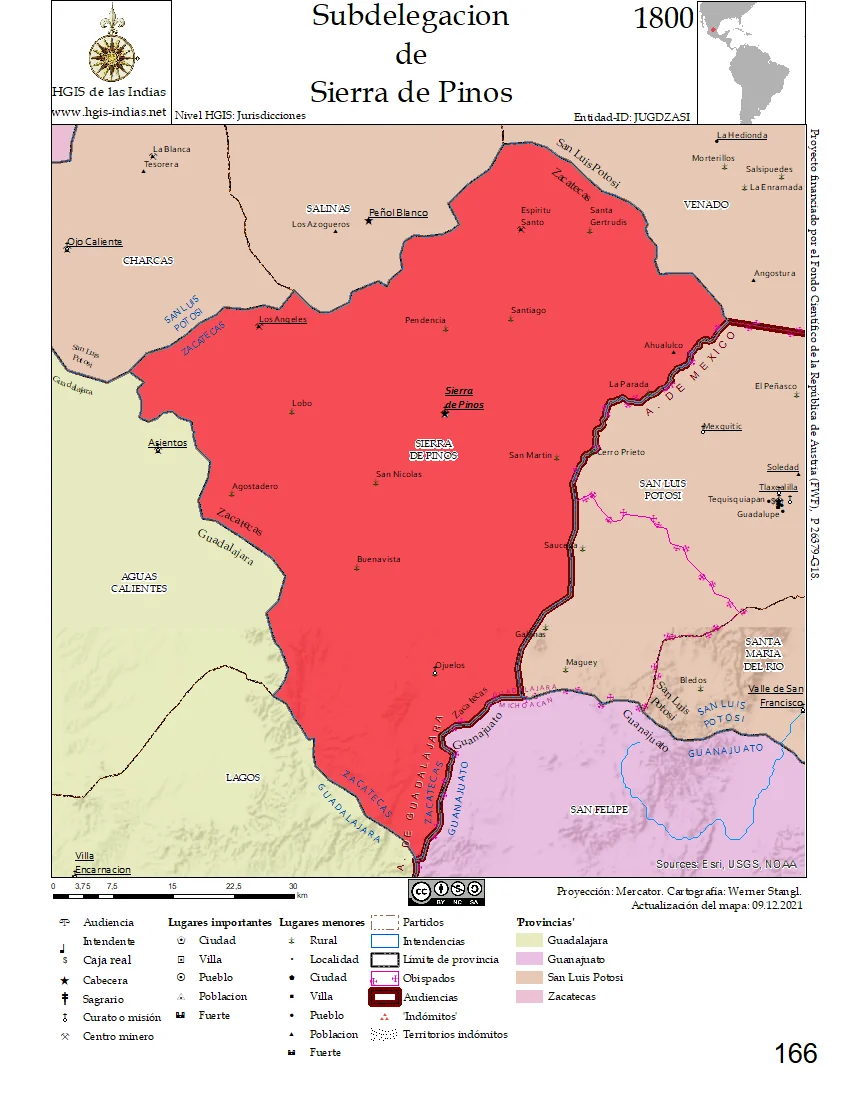 Subdelegacion
de
Sierra de Pinos
1800
HGIS de las Indias
www.hgis-indias.net
Nivel HGIS: Jurisdicciones
Entidad-ID: JUGDZASI
La Hedionda
San Luis Potosi
Zacatecas
La Blanca
Tesorera
Morterillos
Salsipuedes
La Enramada
SALINAS
Peñol Blanco
Los Azogueros
Espiritu
Santo
Santa
Gertrudis
VENADO
Ojo Caliente
CHARCAS
Angostura
SAN LUIS
POTOSI
ZACATECAS
Los Angeles
Pendencia
Santiago
San Luis
Potosi
Guadalajara
Ahualulco
A. DE MEXICO
La Parada
El Peñasco
Sierra
de Pinos
Lobo
Mexquitic
Asientos
SIERRA
DE PINOS
San Martin
Cerro Prieto
Soledad
San Nicolas
Agostadero
SAN LUIS
POTOSI
Tlaxcalilla
Tequisquiapan
Guadalupe
Zacatecas
Guadalajara
Buenavista
AGUAS
CALIENTES
SANTA
MARIA
DEL RIO
Ojuelos
Maguey
Bledos
Valle de San
Francisco
GUADALAJARA
MICHOACAN
Zacatecas
Guanajuato
San Luis
Potosi
Guanajuato
SAN LUIS
POTOSI
GUANAJUATO
LAGOS
ZACATECAS
GUADALAJARA
A. DE GUADALAJARA
ZACATECAS
GUANAJUATO
SAN FELIPE
Villa
Encarnacion
Sources: Esri, USGS, NOAA
0 3,75 7,5 15 22,5 30
km
CC BY NC SA
Proyección: Mercator. Cartografía: Werner Stangl.
Actualización del mapa: 09.12.2021
Proyecto financiado por el Fondo Científico de la República de Austria (FWF), P 26379-G18.
Audiencia
Intendente
Caja real
Cabecera
Sagrario
Curato o misión
Centro minero
Lugares importantes
Ciudad
Villa
Pueblo
Poblacion
Fuerte
Lugares menores
Rural
Localidad
Ciudad
Villa
Pueblo
Poblacion
Fuerte
Partidos
Intendencias
Límite de provincia
Obispados
Audiencias
'Indómitos'
Territorios indómitos
'Provincias'
Guadalajara
Guanajuato
San Luis Potosi
Zacatecas
166